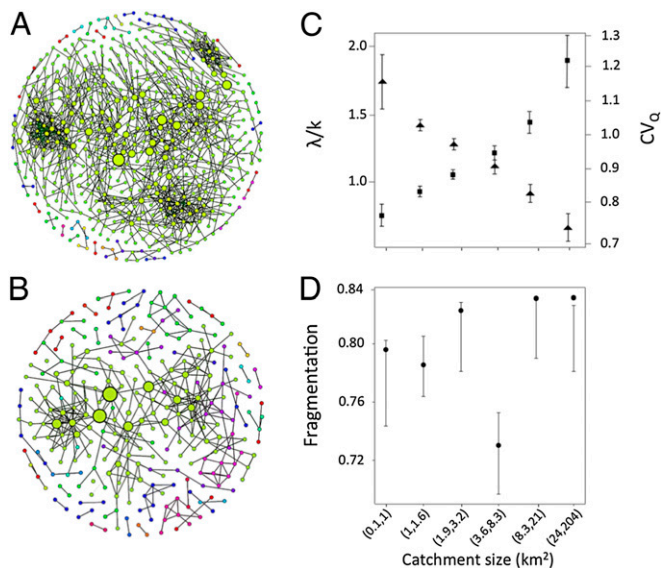 A
B
C
2.0
1.5
1.0
λ/k
1.3
1.2
1.1
1.0
0.9
0.8
0.7
CVQ
D
0.84
0.80
0.76
0.72
Fragmentation
(0.1,1)
(1,1.6)
(1.9,3.2)
(3.6,8.3)
(8.3,21)
(24,204)
Catchment size (km²)